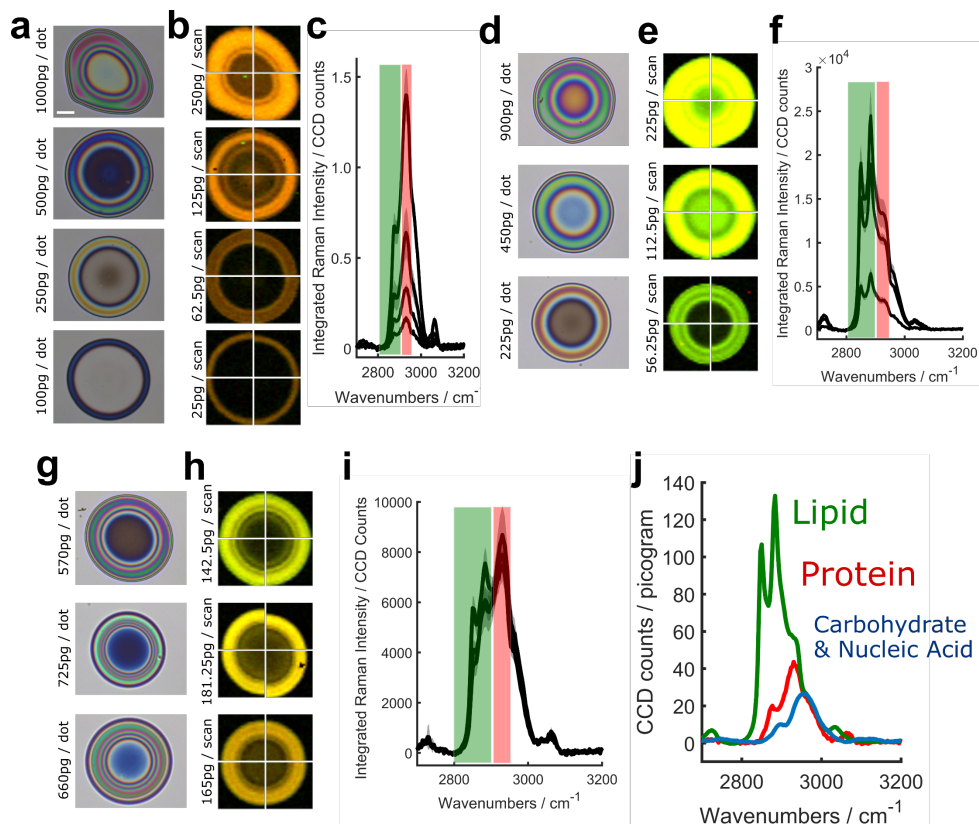 a
1000pg / dot
500pg / dot
250pg / dot
100pg / dot
b
250pg / scan
125pg / scan
62.5pg / scan
25pg / scan
c
Integrated Raman Intensity / CCD counts
1.5
1.0
0.5
0
2800 3000 3200
Wavenumbers / cm⁻
d
900pg / dot
450pg / dot
225pg / dot
e
225pg / scan
112.5pg / scan
56.25pg / scan
f
×10⁴
Integrated Raman Intensity / CCD counts
3
2.5
2
1.5
1
0.5
0
2800 3000 3200
Wavenumbers / cm⁻¹
g
570pg / dot
725pg / dot
660pg / dot
h
142.5pg / scan
181.25pg / scan
165pg / scan
i
Integrated Raman Intensity / CCD Counts
10000
8000
6000
4000
2000
0
2800 3000 3200
Wavenumbers / cm⁻¹
j
CCD counts / picogram
140
120
100
80
60
40
20
0
Lipid
Protein
Carbohydrate
& Nucleic Acid
2800 3000 3200
Wavenumbers / cm⁻¹